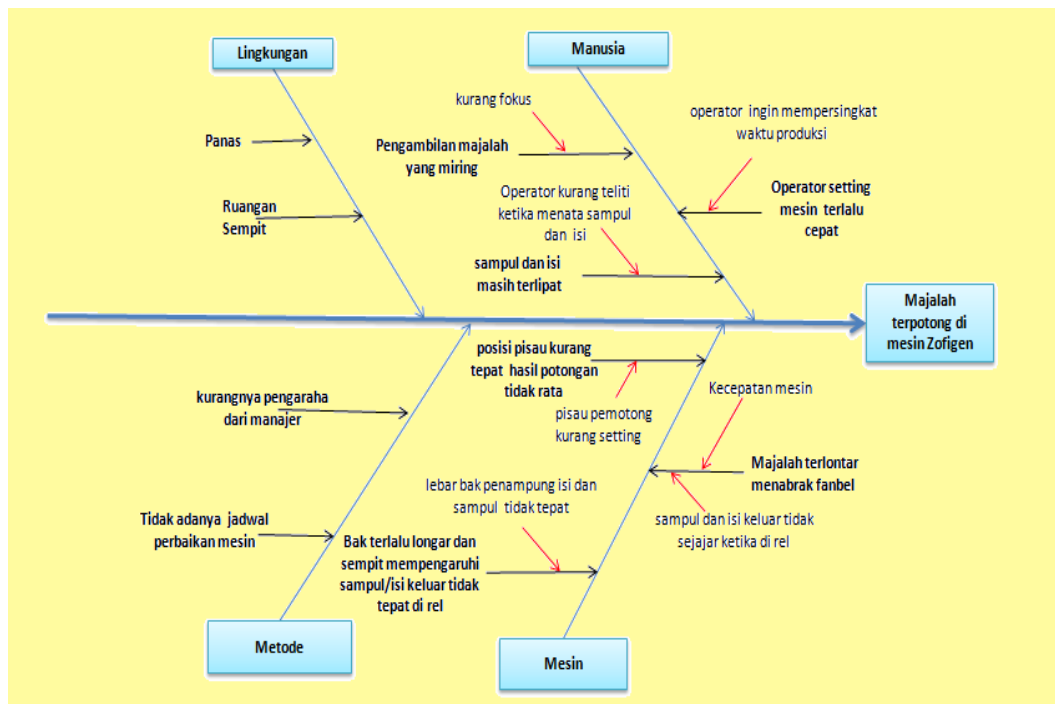 Lingkungan
Manusia
kurang fokus
operator ingin mempersingkat
waktu produksi
Panas
Pengambilan majalah
yang miring
Ruangan
Sempit
Operator kurang teliti
ketika menata sampul
dan isi
Operator setting
mesin terlalu
cepat
sampul dan isi
masih terlipat
Majalah
terpotong di
mesin Zofigen
posisi pisau kurang
tepat hasil potongan
tidak rata
kurangnya pengaraha
dari manajer
pisau pemotong
kurang setting
Kecepatan mesin
Majalah terlontar
menabrak fanbel
lebar bak penampung isi dan
sampul tidak tepat
sampul dan isi keluar tidak
sejajar ketika di rel
Tidak adanya jadwal
perbaikan mesin
Bak terlalu longar dan
sempit mempengaruhi
sampul/isi keluar tidak
tepat di rel
Metode
Mesin